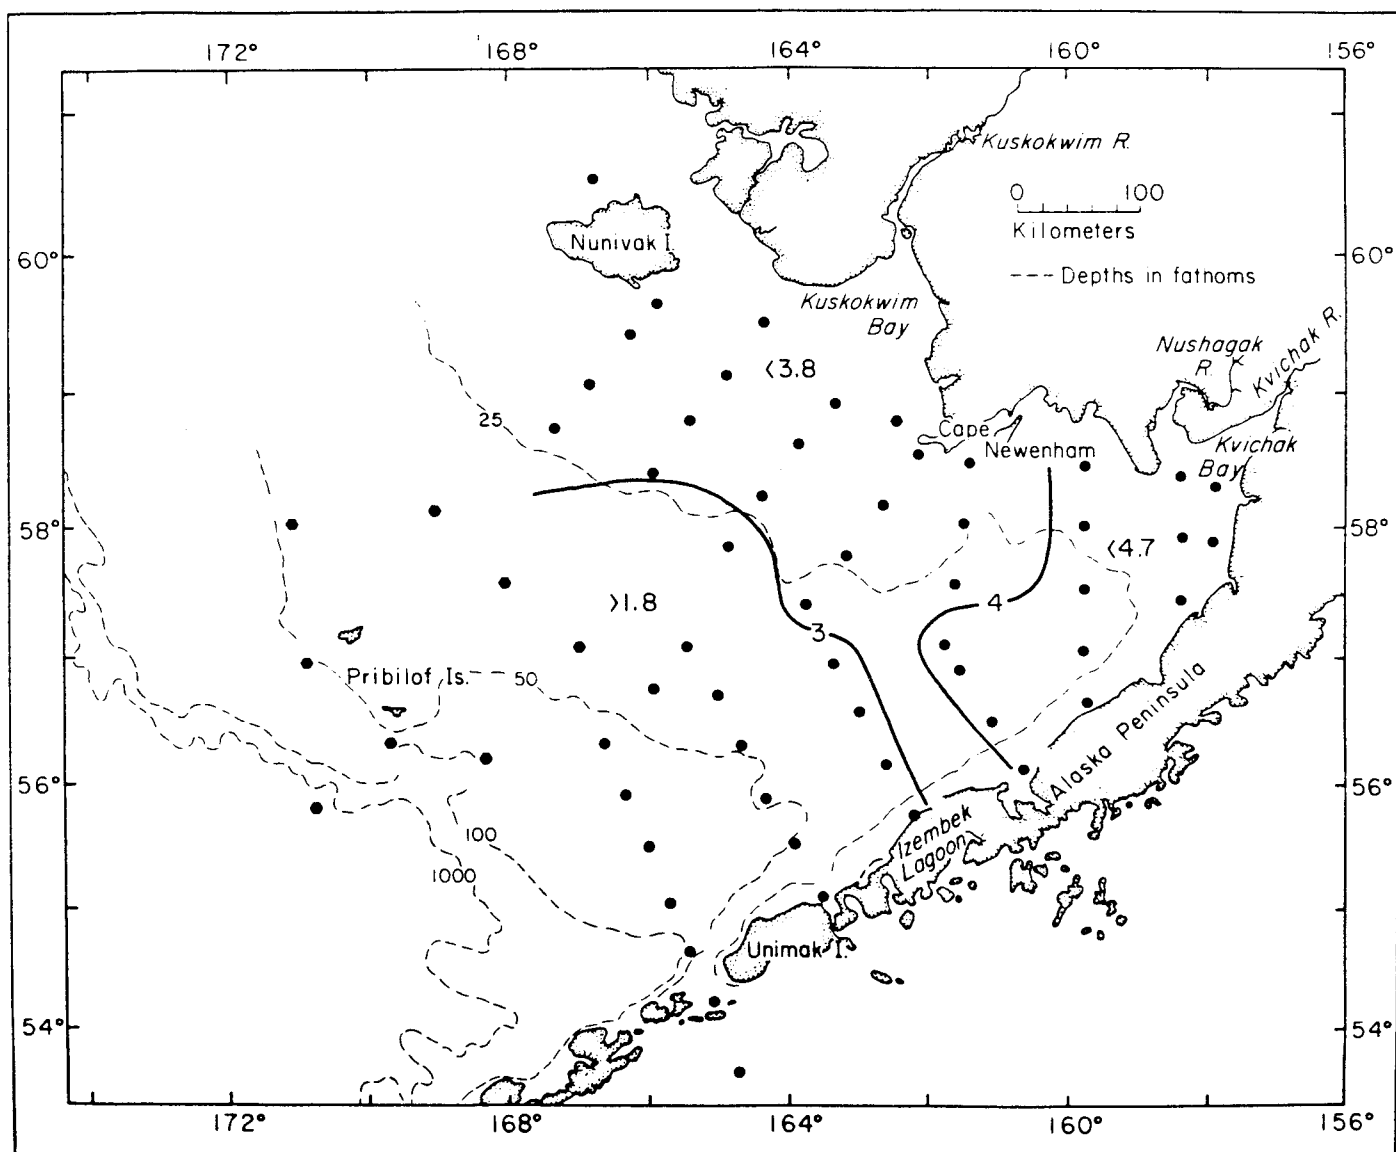 172°
168°
164°
160°
156°
Kuskokwim R.
0 100
Kilometers
Nunivak I.
60°
60°
---- Depths in fathoms
Kuskokwim
Bay
Nushagak
R.
Kvichak R.
<3.8
25
Cape
Newenham
Kvichak
Bay
58°
58°
<4.7
>1.8
4
3
Pribilof Is.
50
Alaska Peninsula
56°
56°
100
1000
Izembek
Lagoon
Unimak I.
54°
54°
172°
168°
164°
160°
156°